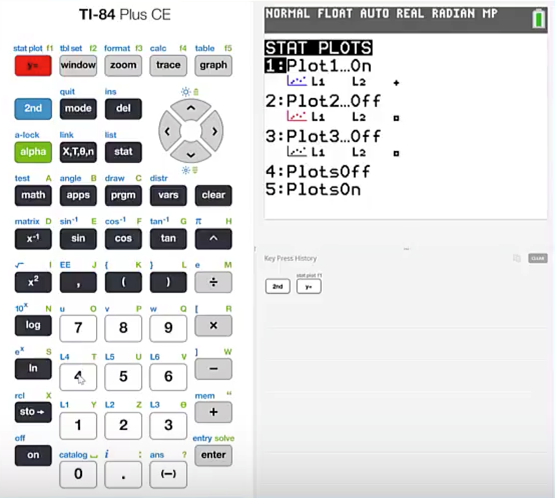 TI-84 Plus CE
stat plot f1 tbl set f2 format f3 calc f4 table f5
y= window zoom trace graph
quit ins
2nd mode del
a-lock link list
alpha X,T,θ,n stat
test A angle B draw C distr
math apps prgm vars clear
matrix D sin⁻¹ E cos⁻¹ F tan⁻¹ G π H
x⁻¹ sin cos tan ^
√ I EE J { K } L e M
x² , ( ) ÷
10ˣ N u O v P w Q [ R
log 7 8 9 ×
eˣ S L4 T L5 U L6 V ] W
ln 4 5 6 −
rcl X L1 Y L2 Z L3 θ mem "
sto→ 1 2 3 +
off catalog i : ans ? entry solve
on 0 . (−) enter
NORMAL FLOAT AUTO REAL RADIAN MP
STAT PLOTS
1:Plot1…On
L1 L2 +
2:Plot2…Off
L1 L2 □
3:Plot3…Off
L1 L2 □
4:PlotsOff
5:PlotsOn
Key Press History
stat plot f1
2nd y=